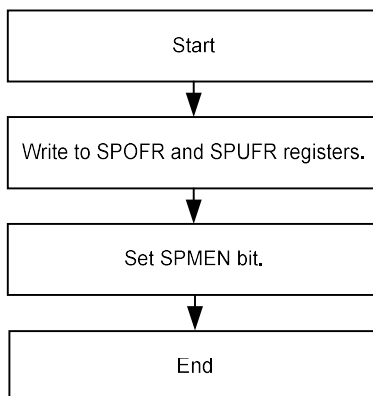 Start
Write to SPOFR and SPUFR registers.
Set SPMEN bit.
End